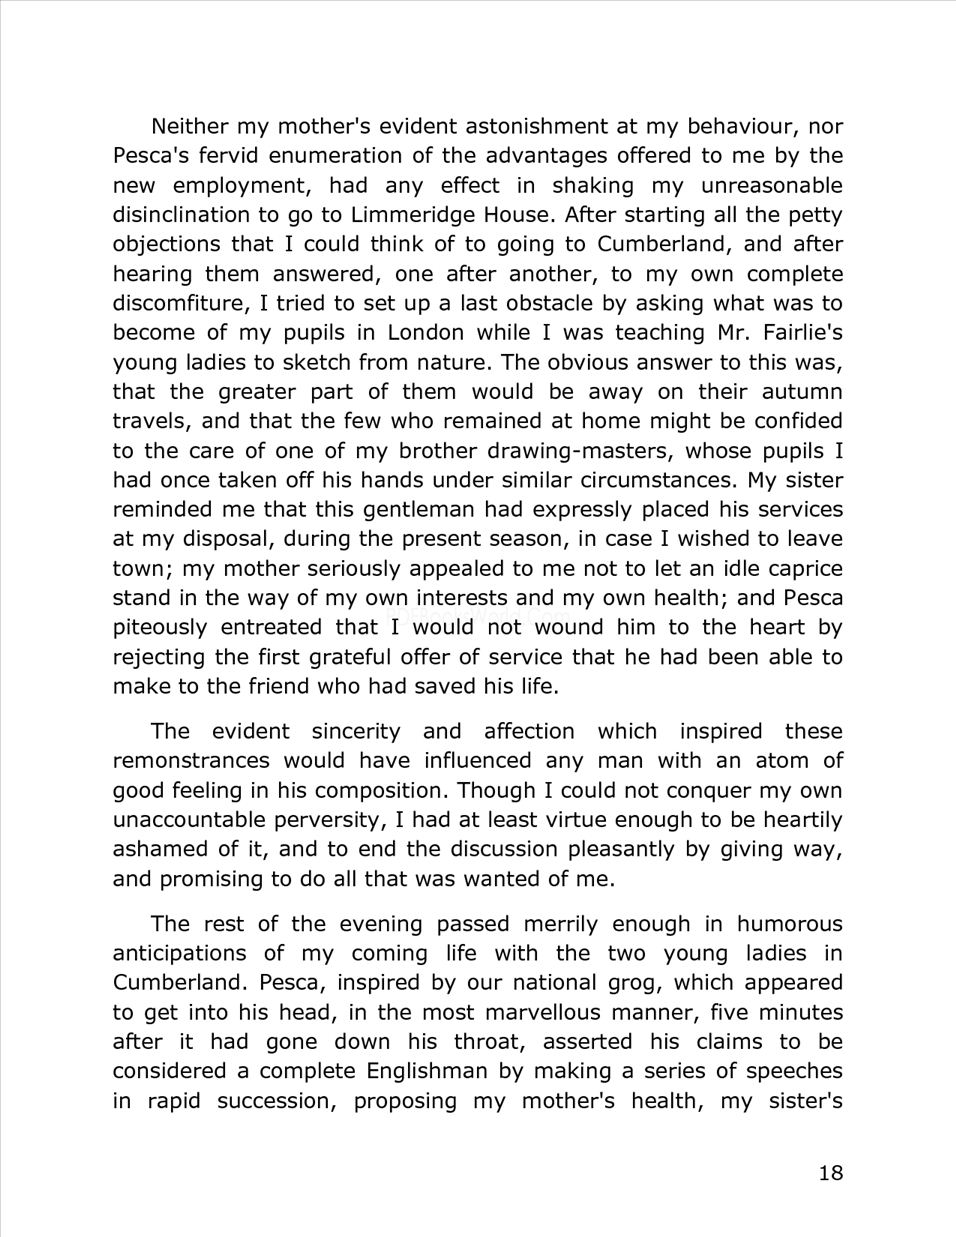 Neither my mother's evident astonishment at my behaviour, nor
Pesca's fervid enumeration of the advantages offered to me by the
new employment, had any effect in shaking my unreasonable
disinclination to go to Limmeridge House. After starting all the petty
objections that I could think of to going to Cumberland, and after
hearing them answered, one after another, to my own complete
discomfiture, I tried to set up a last obstacle by asking what was to
become of my pupils in London while I was teaching Mr. Fairlie's
young ladies to sketch from nature. The obvious answer to this was,
that the greater part of them would be away on their autumn
travels, and that the few who remained at home might be confided
to the care of one of my brother drawing-masters, whose pupils I
had once taken off his hands under similar circumstances. My sister
reminded me that this gentleman had expressly placed his services
at my disposal, during the present season, in case I wished to leave
town; my mother seriously appealed to me not to let an idle caprice
stand in the way of my own interests and my own health; and Pesca
piteously entreated that I would not wound him to the heart by
rejecting the first grateful offer of service that he had been able to
make to the friend who had saved his life.
The evident sincerity and affection which inspired these
remonstrances would have influenced any man with an atom of
good feeling in his composition. Though I could not conquer my own
unaccountable perversity, I had at least virtue enough to be heartily
ashamed of it, and to end the discussion pleasantly by giving way,
and promising to do all that was wanted of me.
The rest of the evening passed merrily enough in humorous
anticipations of my coming life with the two young ladies in
Cumberland. Pesca, inspired by our national grog, which appeared
to get into his head, in the most marvellous manner, five minutes
after it had gone down his throat, asserted his claims to be
considered a complete Englishman by making a series of speeches
in rapid succession, proposing my mother's health, my sister's
18